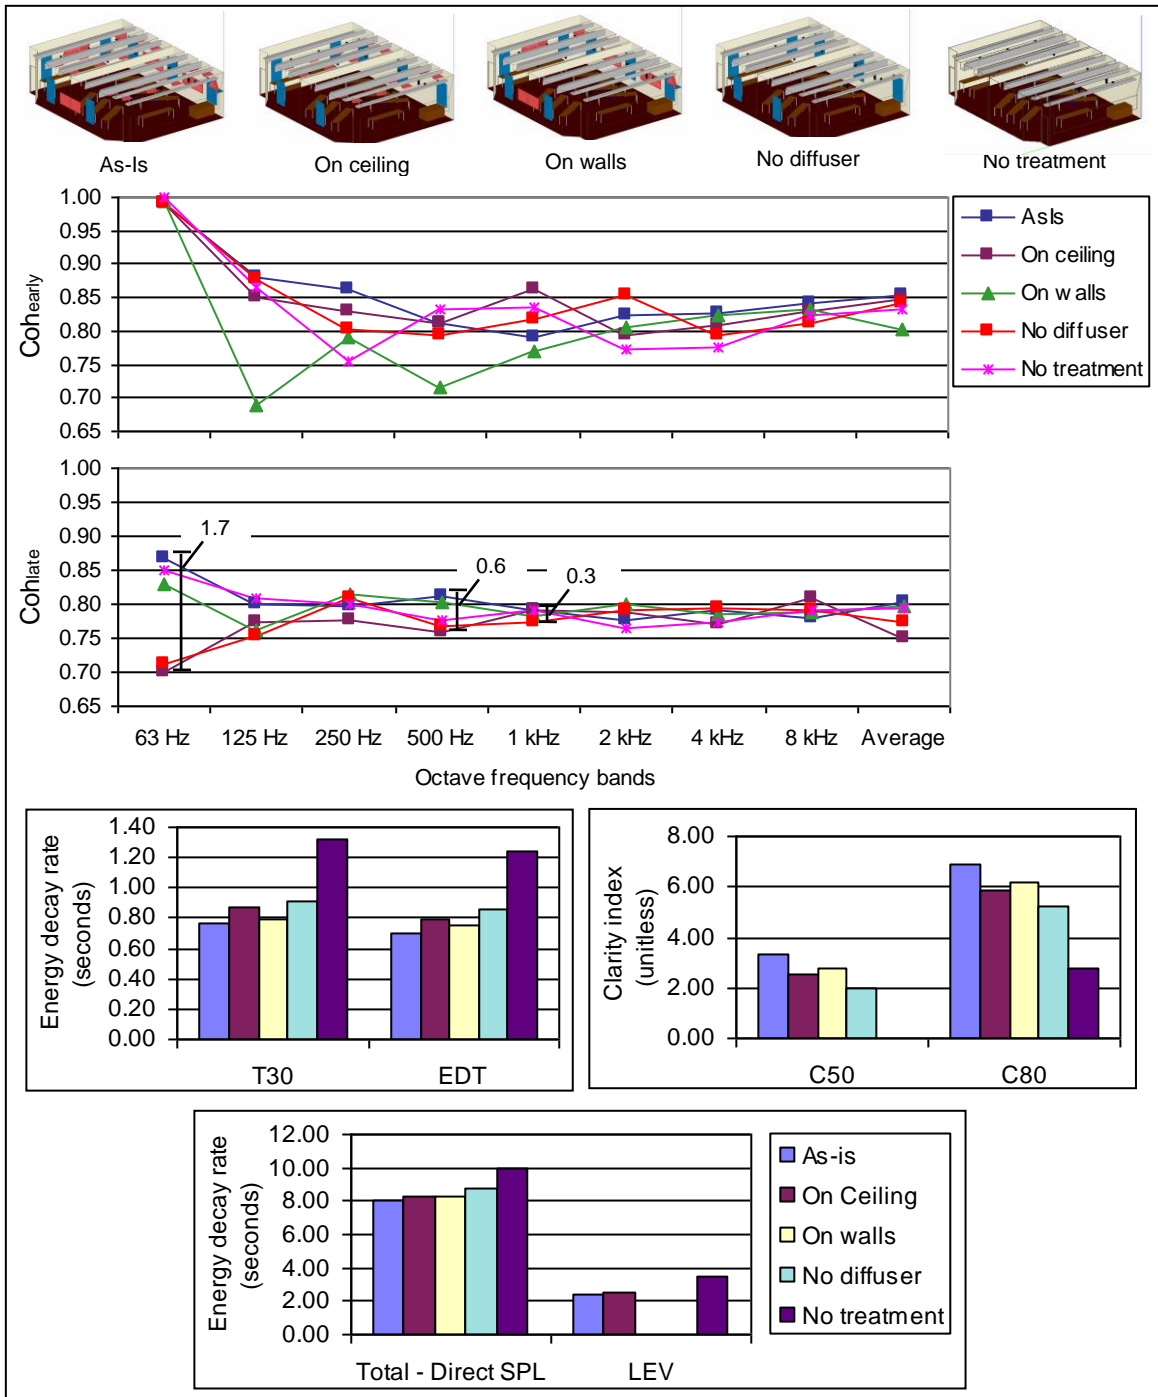 As-Is
On ceiling
On walls
No diffuser
No treatment
1.00
0.95
0.90
0.85
0.80
0.75
0.70
0.65
Cohearly
AsIs
On ceiling
On walls
No diffuser
No treatment
1.00
0.95
0.90
0.85
0.80
0.75
0.70
0.65
Cohlate
1.7
0.6
0.3
63 Hz 125 Hz 250 Hz 500 Hz 1 kHz 2 kHz 4 kHz 8 kHz Average
Octave frequency bands
Energy decay rate
(seconds)
1.40
1.20
1.00
0.80
0.60
0.40
0.20
0.00
T30 EDT
Clarity index
(unitless)
8.00
6.00
4.00
2.00
0.00
C50 C80
Energy decay rate
(seconds)
12.00
10.00
8.00
6.00
4.00
2.00
0.00
Total - Direct SPL LEV
As-is
On Ceiling
On walls
No diffuser
No treatment